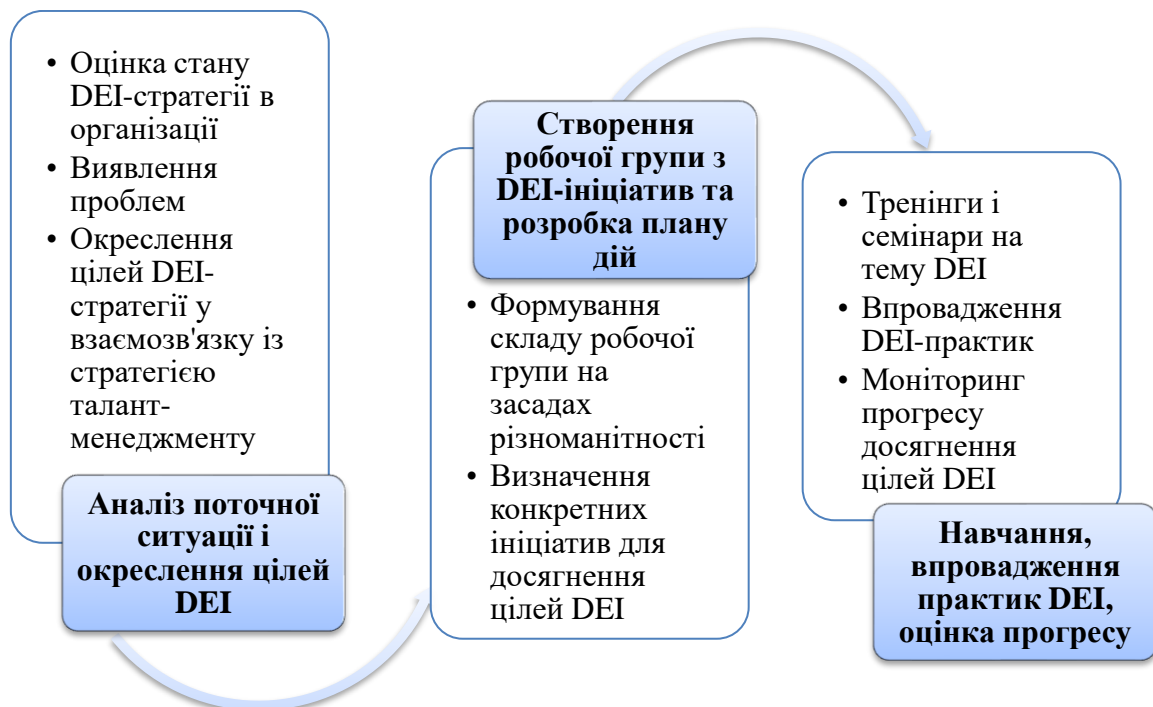 • Оцінка стану
DEI-стратегії в
організації
• Виявлення
проблем
• Окреслення
цілей DEI-
стратегії у
взаємозв'язку із
стратегією
талант-
менеджменту
Аналіз поточної
ситуації і
окреслення цілей
DEI
Створення
робочої групи з
DEI-ініціатив та
розробка плану
дій
• Формування
складу робочої
групи на
засадах
різноманітності
• Визначення
конкретних
ініціатив для
досягнення
цілей DEI
• Тренінги і
семінари на
тему DEI
• Впровадження
DEI-практик
• Моніторинг
прогресу
досягнення
цілей DEI
Навчання,
впровадження
практик DEI,
оцінка прогресу